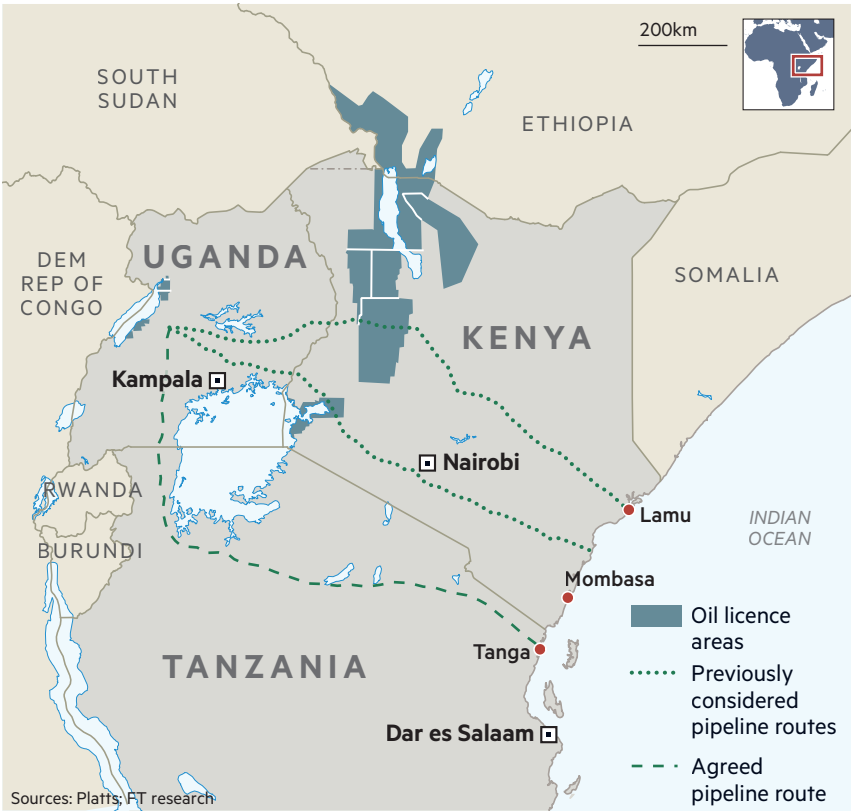 200km
SOUTH
SUDAN
ETHIOPIA
UGANDA
DEM
REP OF
CONGO
SOMALIA
KENYA
Kampala
Nairobi
RWANDA
Lamu
INDIAN
OCEAN
BURUNDI
Mombasa
Oil licence
areas
Tanga
TANZANIA
Previously
considered
pipeline routes
Dar es Salaam
Agreed
pipeline route
Sources: Platts; FT research